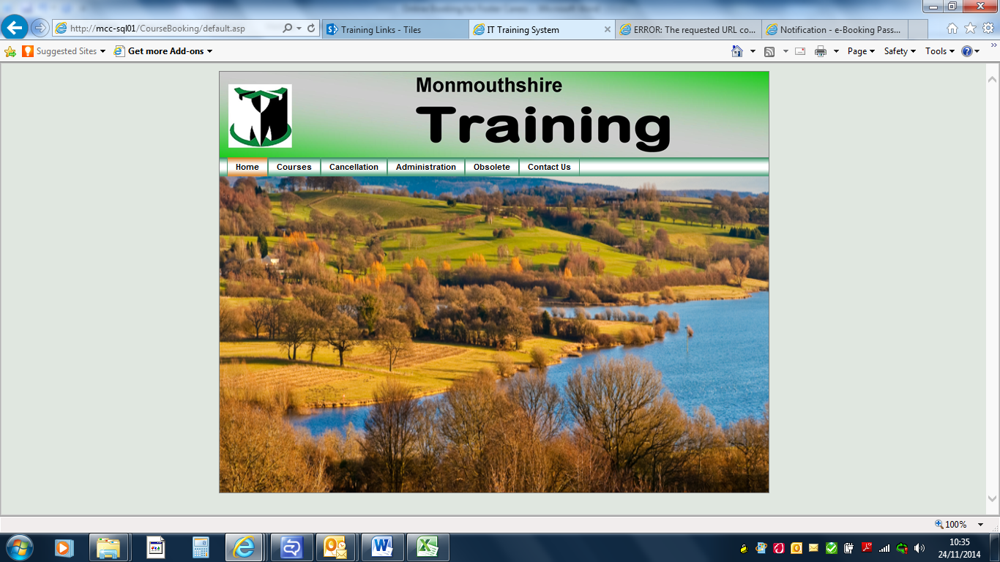 http://mcc-sql01/CourseBooking/default.asp
Training Links - Tiles
IT Training System
ERROR: The requested URL co...
Notification - e-Booking Pass...
Suggested Sites
Get more Add-ons
Page
Safety
Tools
Monmouthshire
Training
Home
Courses
Cancellation
Administration
Obsolete
Contact Us
100%
10:35
24/11/2014